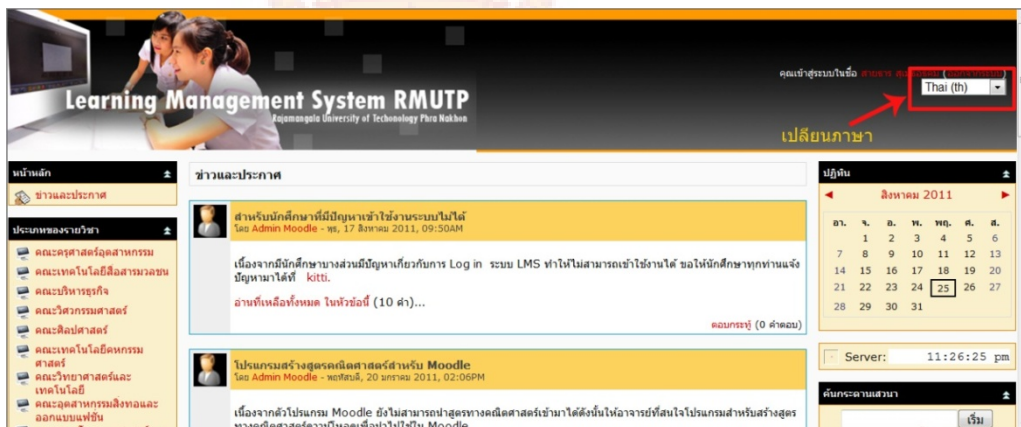 Learning Management System RMUTP
Rajamangala University of Techonology Phra Nakhon
คุณเข้าสู่ระบบในชื่อ
Thai (th)
เปลี่ยนภาษา
หน้าหลัก
ข่าวและประกาศ
ประเภทของรายวิชา
คณะครุศาสตร์อุตสาหกรรม
คณะเทคโนโลยีสื่อสารมวลชน
คณะบริหารธุรกิจ
คณะวิศวกรรมศาสตร์
คณะศิลปศาสตร์
คณะเทคโนโลยีคหกรรม
ศาสตร์
คณะวิทยาศาสตร์และ
เทคโนโลยี
คณะอุตสาหกรรมสิ่งทอและ
ออกแบบแฟชั่น
ข่าวและประกาศ
สำหรับนักศึกษาที่มีปัญหาเข้าใช้งานระบบไม่ได้
โดย Admin Moodle - พุธ, 17 สิงหาคม 2011, 09:50AM
เนื่องจากมีนักศึกษาบางส่วนมีปัญหาเกี่ยวกับการ Log in ระบบ LMS ทำให้ไม่สามารถเข้าใช้งานได้ ขอให้นักศึกษาทุกท่านแจ้ง
ปัญหามาได้ที่ kitti.
อ่านที่เหลือทั้งหมด ในหัวข้อนี้ (10 คำ)...
ตอบกระทู้ (0 คำตอบ)
โปรแกรมสร้างสูตรคณิตศาสตร์สำหรับ Moodle
โดย Admin Moodle - พฤหัสบดี, 20 มกราคม 2011, 02:06PM
เนื่องจากตัวโปรแกรม Moodle ยังไม่สามารถนำสูตรทางคณิตศาสตร์เข้ามาได้ดังนั้นให้อาจารย์ที่สนใจโปรแกรมสำหรับสร้างสูตร
ทางคณิตศาสตร์ดาวน์โหลดเพื่อนำไปใช้ใน Moodle
ปฏิทิน
สิงหาคม 2011
อา. จ. อ. พ. พฤ. ศ. ส.
1 2 3 4 5 6
7 8 9 10 11 12 13
14 15 16 17 18 19 20
21 22 23 24 25 26 27
28 29 30 31
Server: 11:26:25 pm
ค้นกระดานเสวนา
เริ่ม